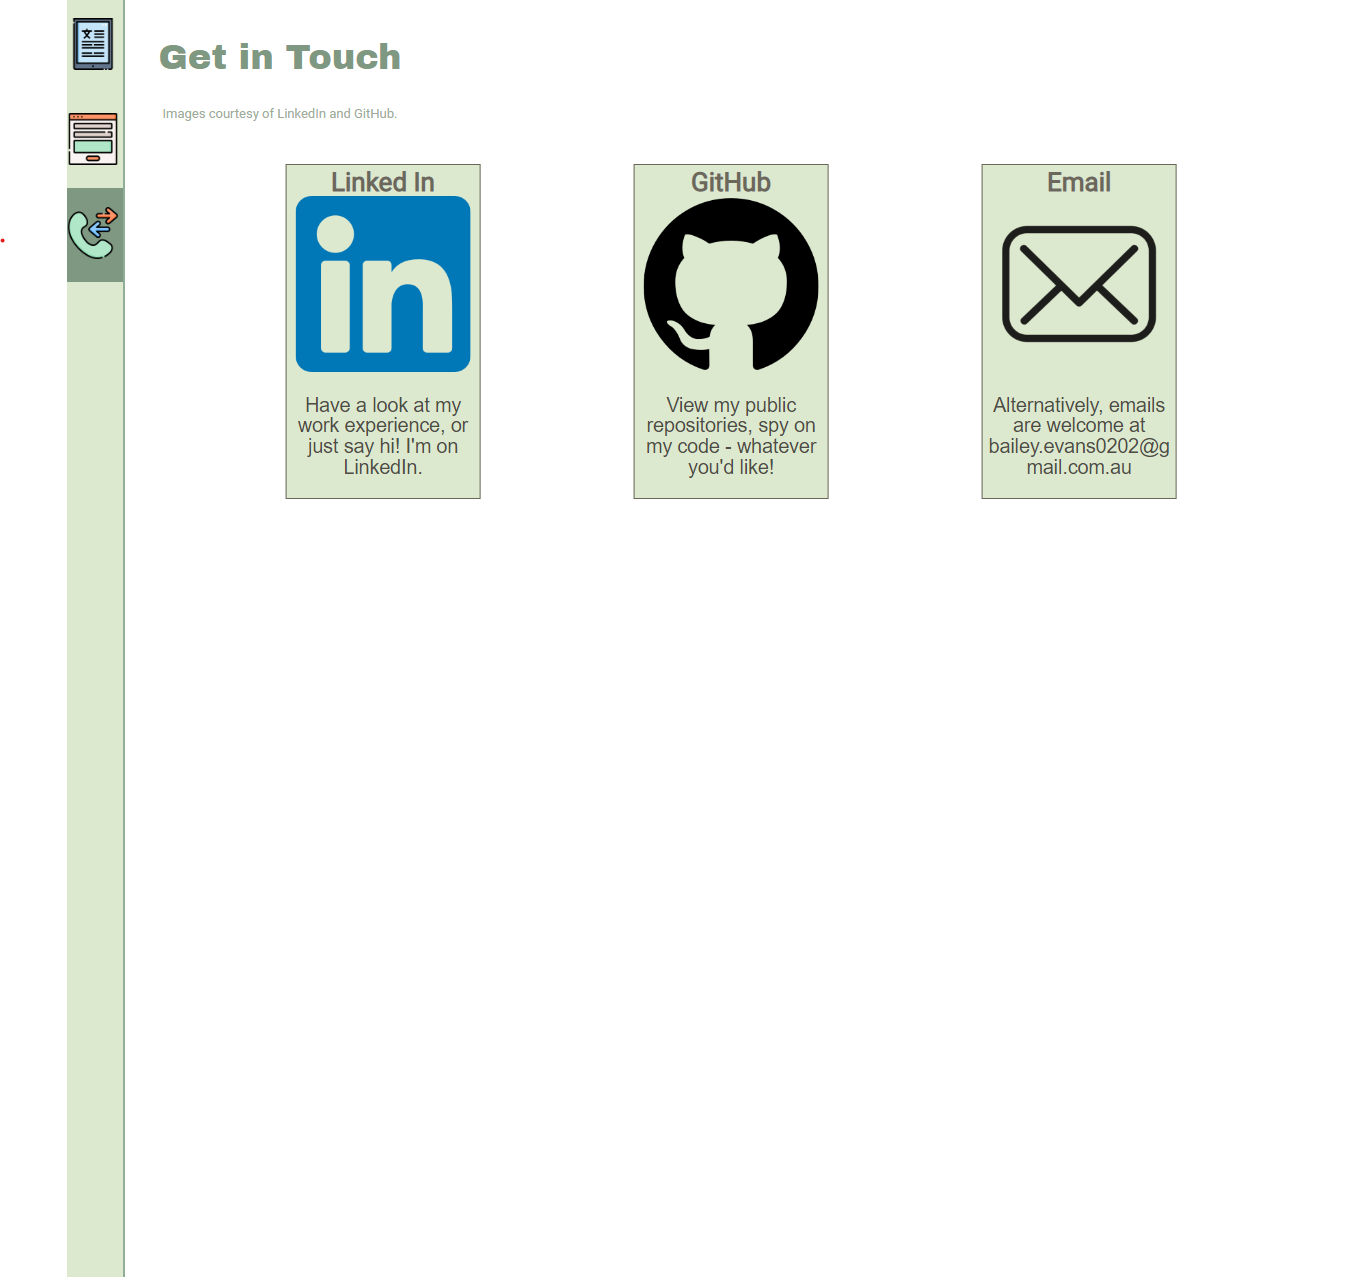 Get in Touch
Images courtesy of LinkedIn and GitHub.
Linked In
in
Have a look at my
work experience, or
just say hi! I'm on
LinkedIn.
GitHub
View my public
repositories, spy on
my code - whatever
you'd like!
Email
Alternatively, emails
are welcome at
bailey.evans0202@g
mail.com.au